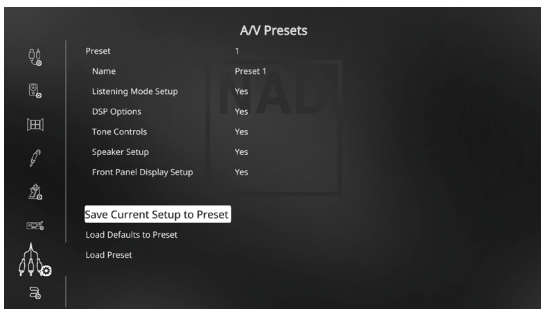 A/V Presets
Preset 1
Name Preset 1
Listening Mode Setup Yes
DSP Options Yes
Tone Controls Yes
Speaker Setup Yes
Front Panel Display Setup Yes
Save Current Setup to Preset
Load Defaults to Preset
Load Preset
NAD